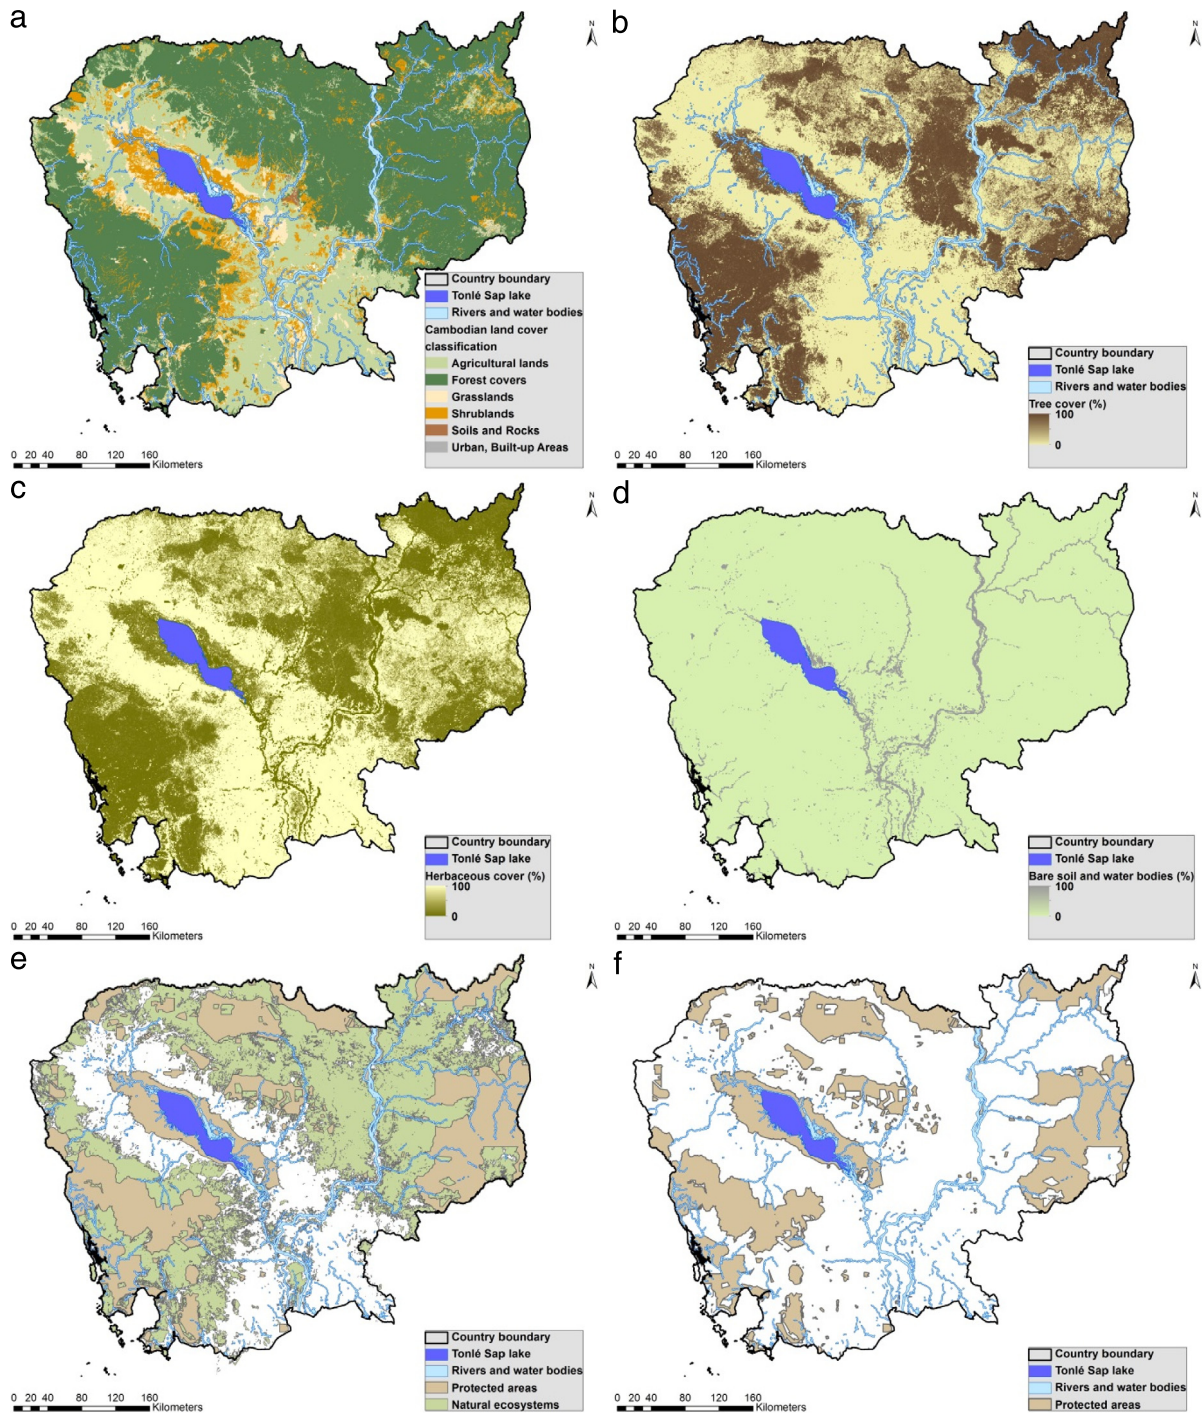 a
N
Country boundary
Tonlé Sap lake
Rivers and water bodies
Cambodian land cover
classification
Agricultural lands
Forest covers
Grasslands
Shrublands
Soils and Rocks
Urban, Built-up Areas
0 10 20 40 80 120 160
Kilometers
b
N
Country boundary
Tonlé Sap lake
Rivers and water bodies
Tree cover (%)
100
0
0 10 20 40 80 120 160
Kilometers
c
N
Country boundary
Tonlé Sap lake
Herbaceous cover (%)
100
0
0 10 20 40 80 120 160
Kilometers
d
N
Country boundary
Tonlé Sap lake
Bare soil and water bodies (%)
100
0
0 10 20 40 80 120 160
Kilometers
e
N
Country boundary
Tonlé Sap lake
Rivers and water bodies
Protected areas
Natural ecosystems
0 10 20 40 80 120 160
Kilometers
f
N
Country boundary
Tonlé Sap lake
Rivers and water bodies
Protected areas
0 10 20 40 80 120 160
Kilometers